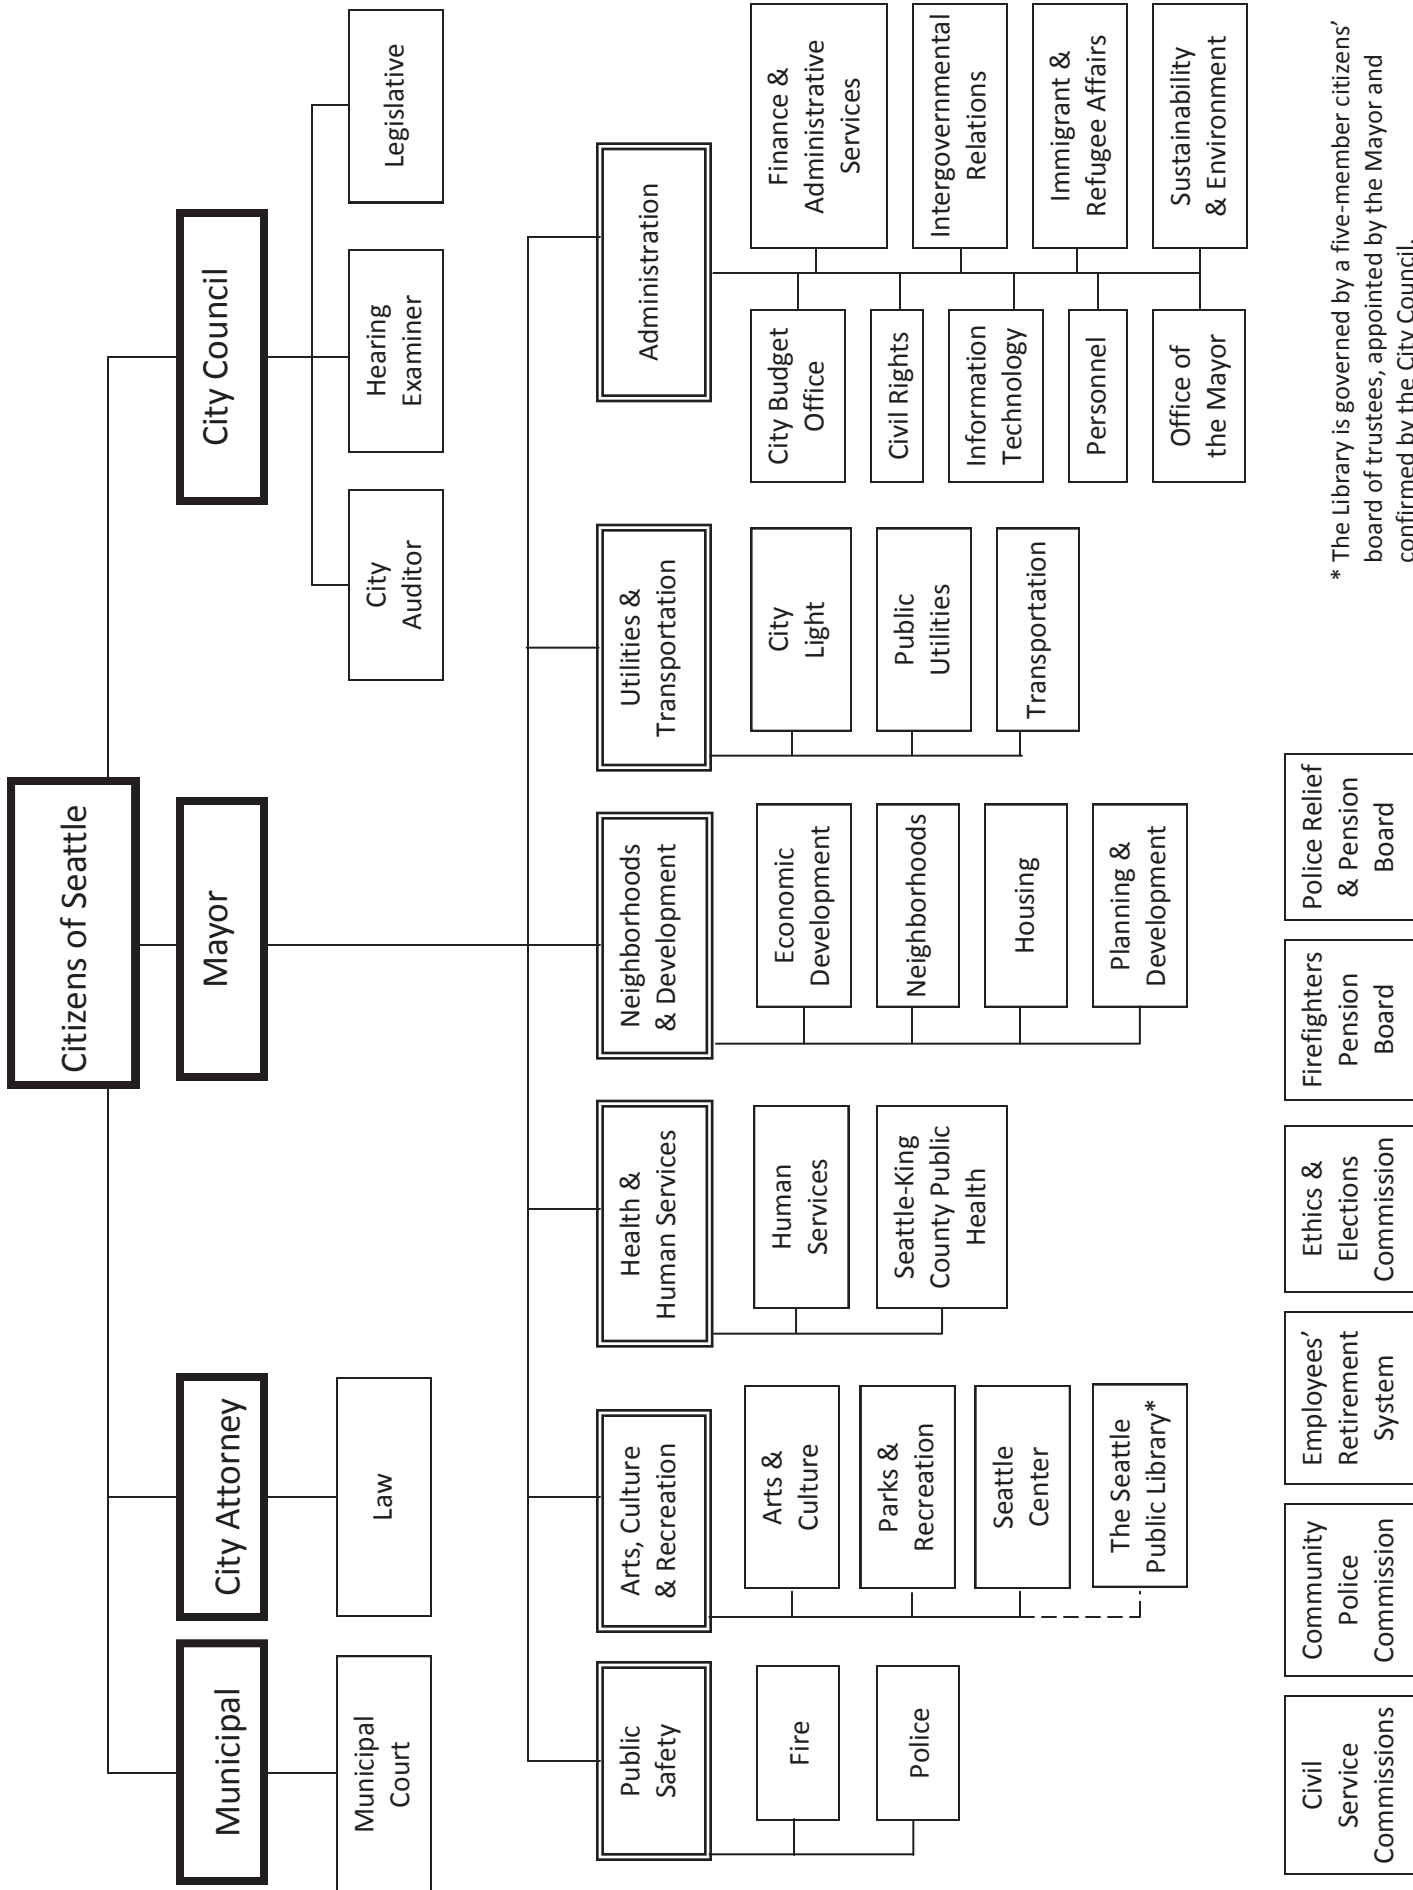 Citizens of Seattle
Municipal
City Attorney
Mayor
City Council
Municipal
Court
Law
City
Auditor
Hearing
Examiner
Legislative
Public
Safety
Arts, Culture
& Recreation
Health &
Human Services
Neighborhoods
& Development
Utilities &
Transportation
Administration
Fire
Police
Arts &
Culture
Parks &
Recreation
Seattle
Center
The Seattle
Public Library*
Human
Services
Seattle-King
County Public
Health
Economic
Development
Neighborhoods
Housing
Planning &
Development
City
Light
Public
Utilities
Transportation
City Budget
Office
Finance &
Administrative
Services
Civil Rights
Intergovernmental
Relations
Information
Technology
Immigrant &
Refugee Affairs
Personnel
Office of
the Mayor
Sustainability
& Environment
Civil
Service
Commissions
Community
Police
Commission
Employees’
Retirement
System
Ethics &
Elections
Commission
Firefighters
Pension
Board
Police Relief
& Pension
Board
* The Library is governed by a five-member citizens’
board of trustees, appointed by the Mayor and
confirmed by the City Council.